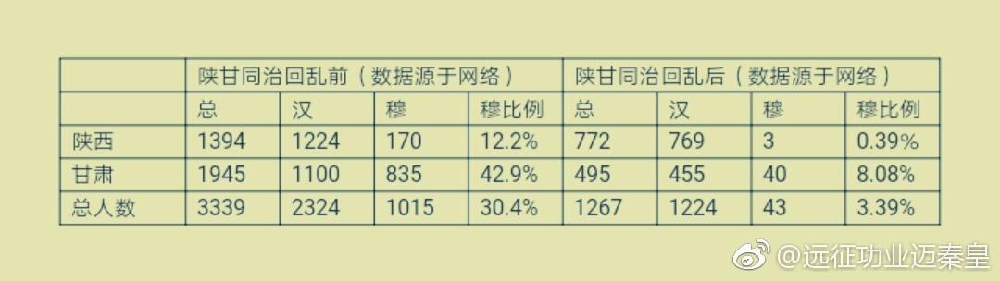 陕甘同治回乱前（数据源于网络） 陕甘同治回乱后（数据源于网络）
总 汉 穆 穆比例 总 汉 穆 穆比例
陕西 1394 1224 170 12.2% 772 769 3 0.39%
甘肃 1945 1100 835 42.9% 495 455 40 8.08%
总人数 3339 2324 1015 30.4% 1267 1224 43 3.39%
@远征功业迈秦皇